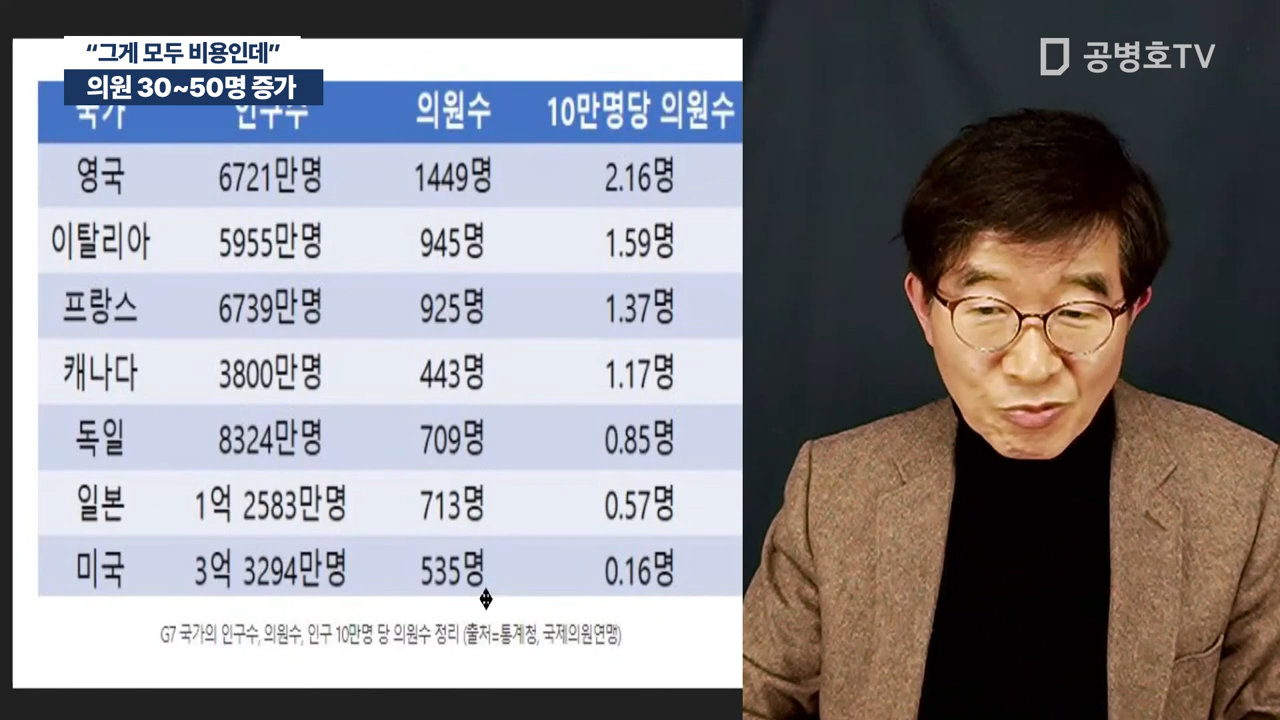 “그게 모두 비용인데”
의원 30~50명 증가
공병호TV
국가 인구수 의원수 10만명당 의원수
영국 6721만명 1449명 2.16명
이탈리아 5955만명 945명 1.59명
프랑스 6739만명 925명 1.37명
캐나다 3800만명 443명 1.17명
독일 8324만명 709명 0.85명
일본 1억 2583만명 713명 0.57명
미국 3억 3294만명 535명 0.16명
G7 국가의 인구수, 의원수, 인구 10만명 당 의원수 정리 (출처=통계청, 국제의원연맹)